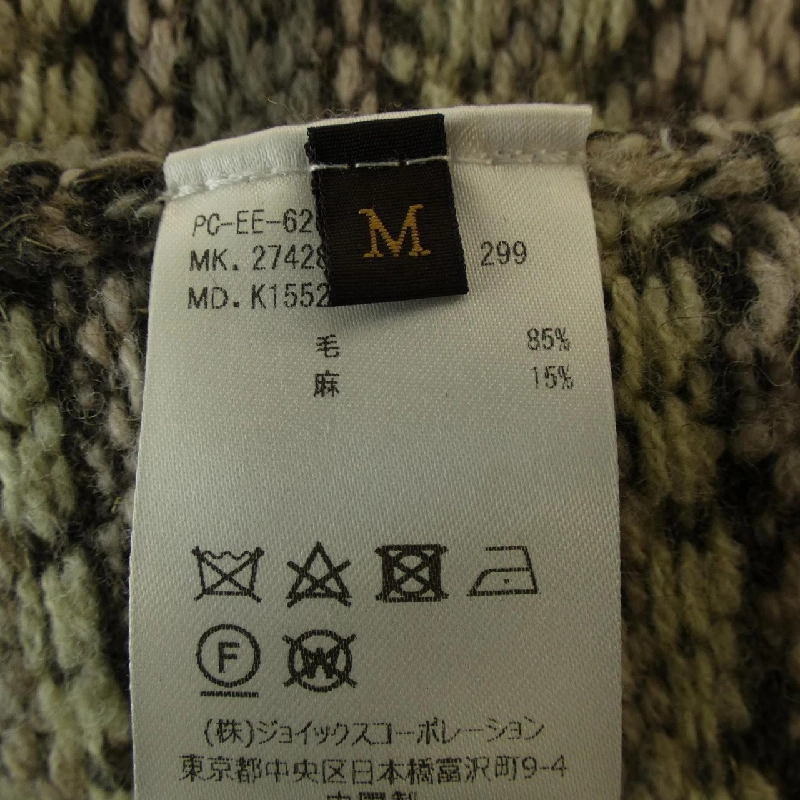 M
PC-EE-62
MK. 27428 299
MD. K1552
毛 85%
麻 15%
F
W
(株)ジョイックスコーポレーション
東京都中央区日本橋富沢町9-4